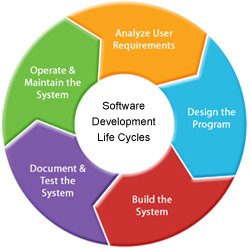 Analyze User
Requirements
Design the
Program
Build the
System
Document &
Test the
System
Operate &
Maintain the
System
Software
Development
Life Cycles